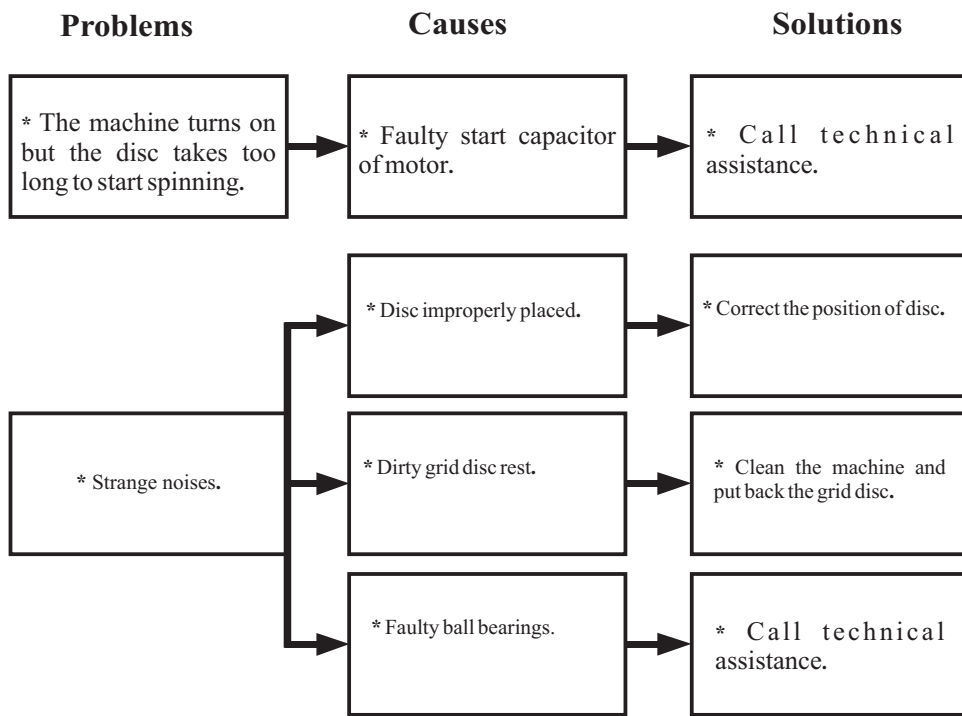 Problems Causes Solutions
* The machine turns on
but the disc takes too
long to start spinning.
* Faulty start capacitor
of motor.
* Call technical
assistance.
* Strange noises.
* Disc improperly placed.
* Correct the position of disc.
* Dirty grid disc rest.
* Clean the machine and
put back the grid disc.
* Faulty ball bearings.
* Call technical
assistance.